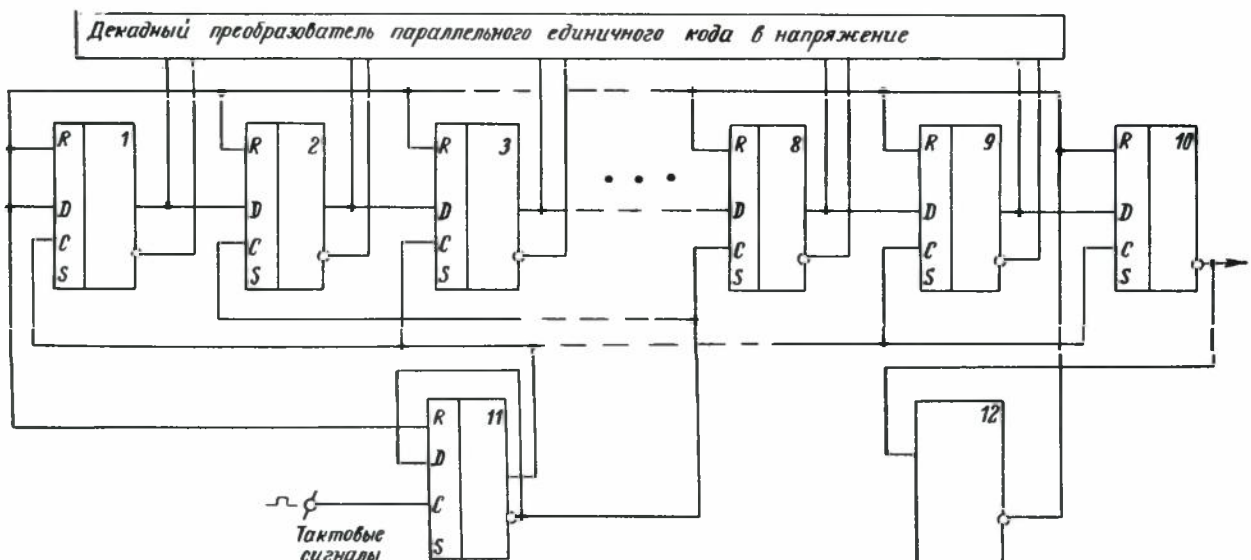 Декадный преобразователь параллельного единичного кода в напряжение
R 1 D C S
R 2 D C S
R 3 D C S
R 8 D C S
R 9 D C S
R 10 D C S
R 11 D C S
12
Тактовые
сигналы